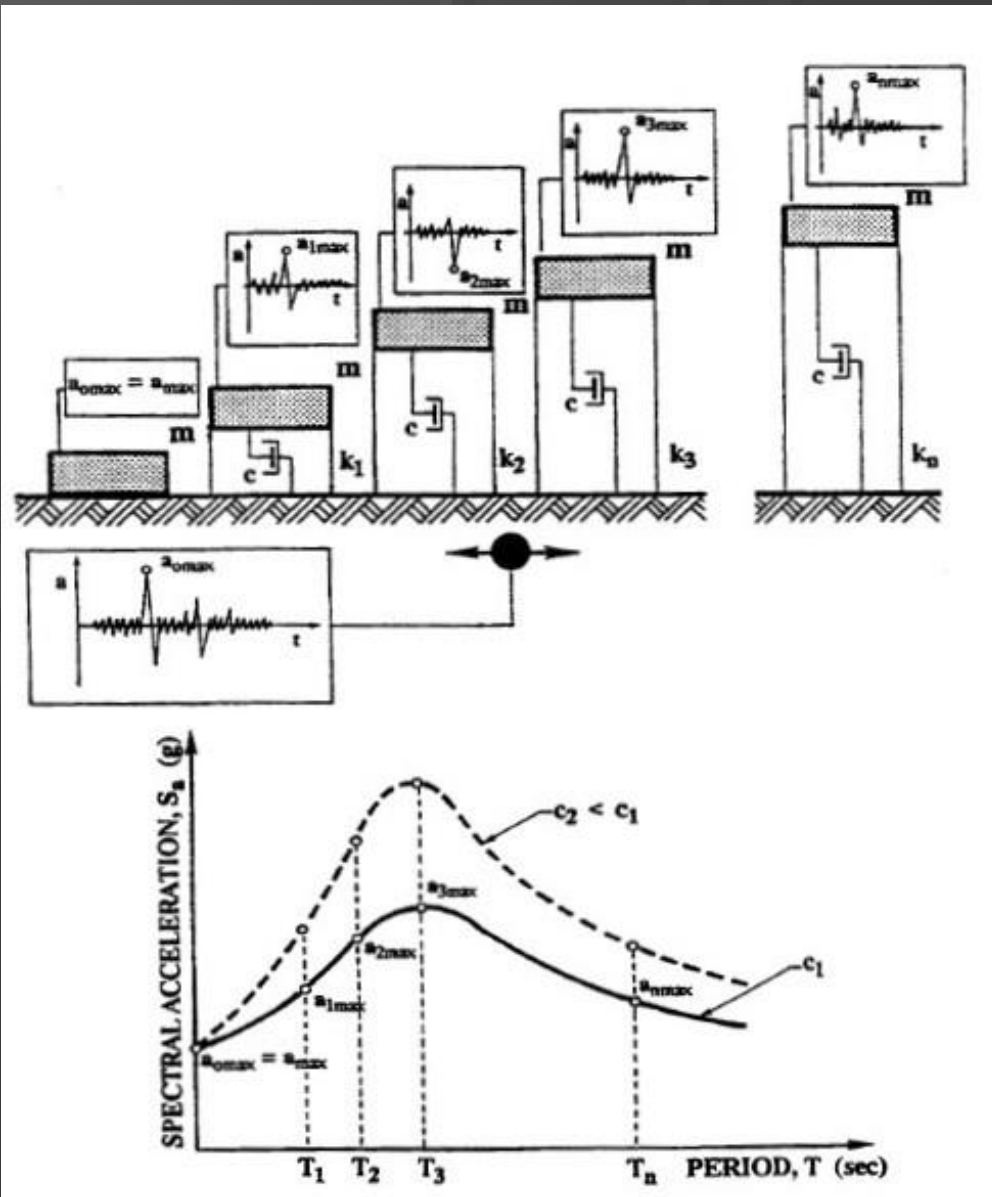 a
aₙmax
t
m
a
a₃max
t
m
a
t
a₂max
m
a
a₁max
t
m
aₒmax = amax
m
c
k₁
c
k₂
c
k₃
c
kₙ
a
aₒmax
t
SPECTRAL ACCELERATION, Sₐ (g)
c₂ < c₁
a₃max
a₂max
a₁max
aₙmax
c₁
aₒmax = amax
T₁
T₂
T₃
Tₙ
PERIOD, T (sec)